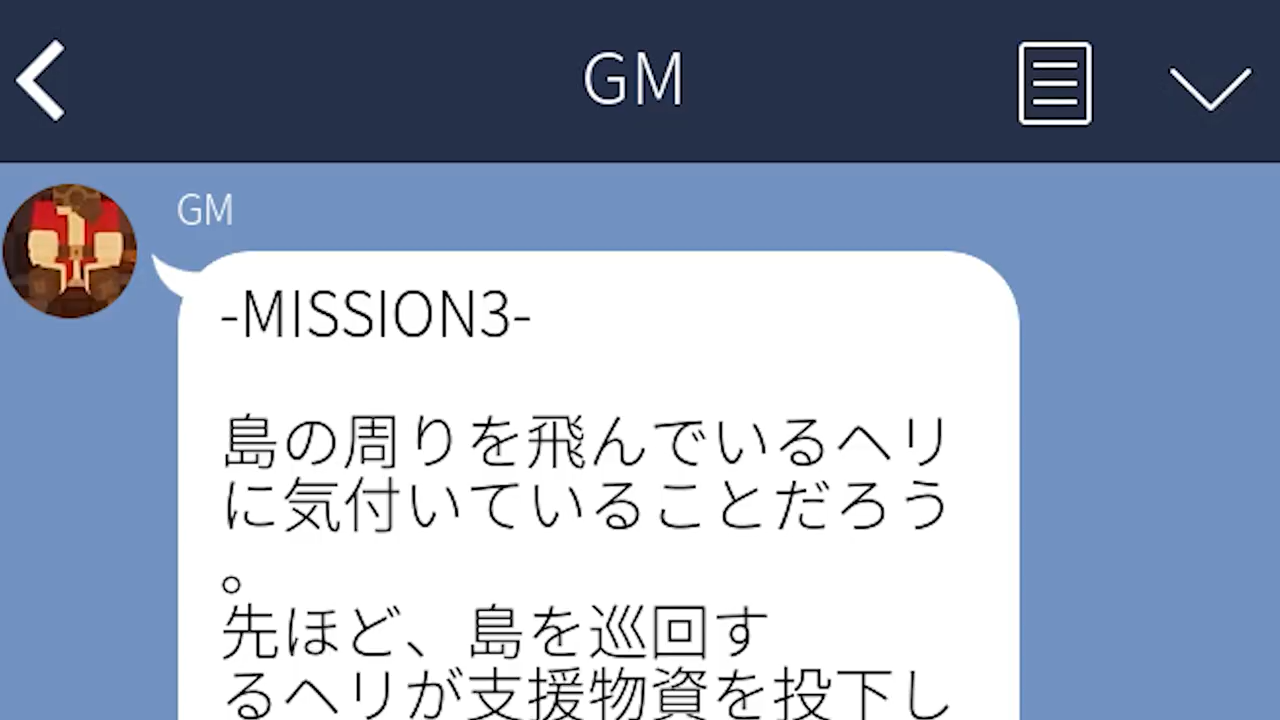 GM
GM
-MISSION3-
島の周りを飛んでいるヘリ
に気付いていることだろう
。
先ほど、島を巡回す
るヘリが支援物資を投下し